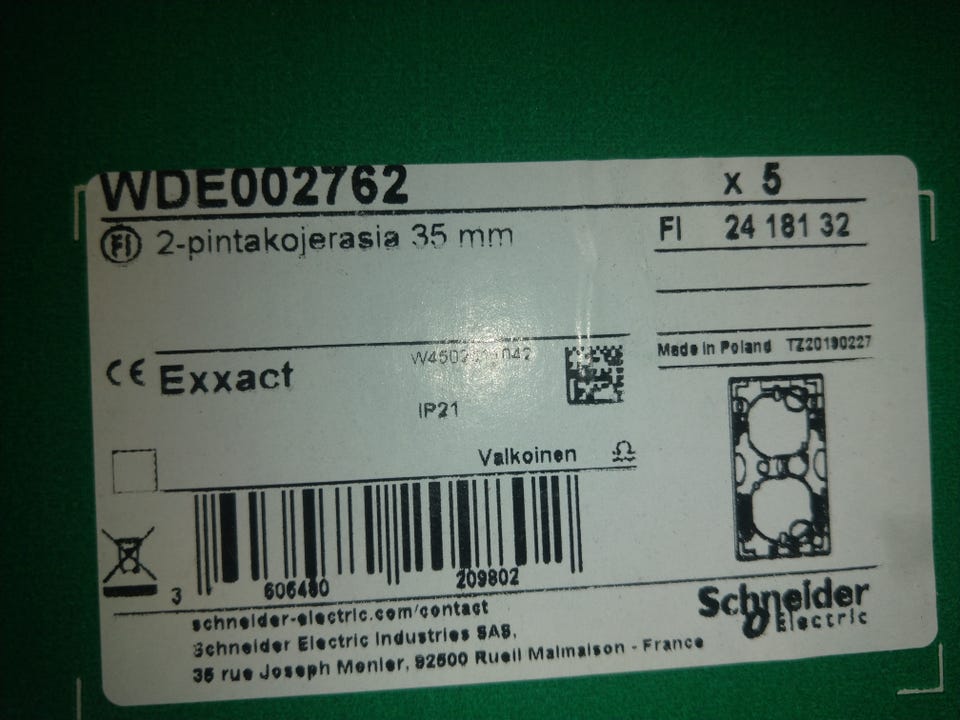 WDE002762 x 5
FI 2-pintakojerasia 35 mm
FI 24 181 32
Made in Poland TZ20190227
CE Exxact
IP21
Valkoinen
3 606480 209802
schneider-electric.com/contact
Schneider Electric Industries SAS,
35 rue Joseph Monier, 92500 Rueil Malmaison - France
Schneider
Electric